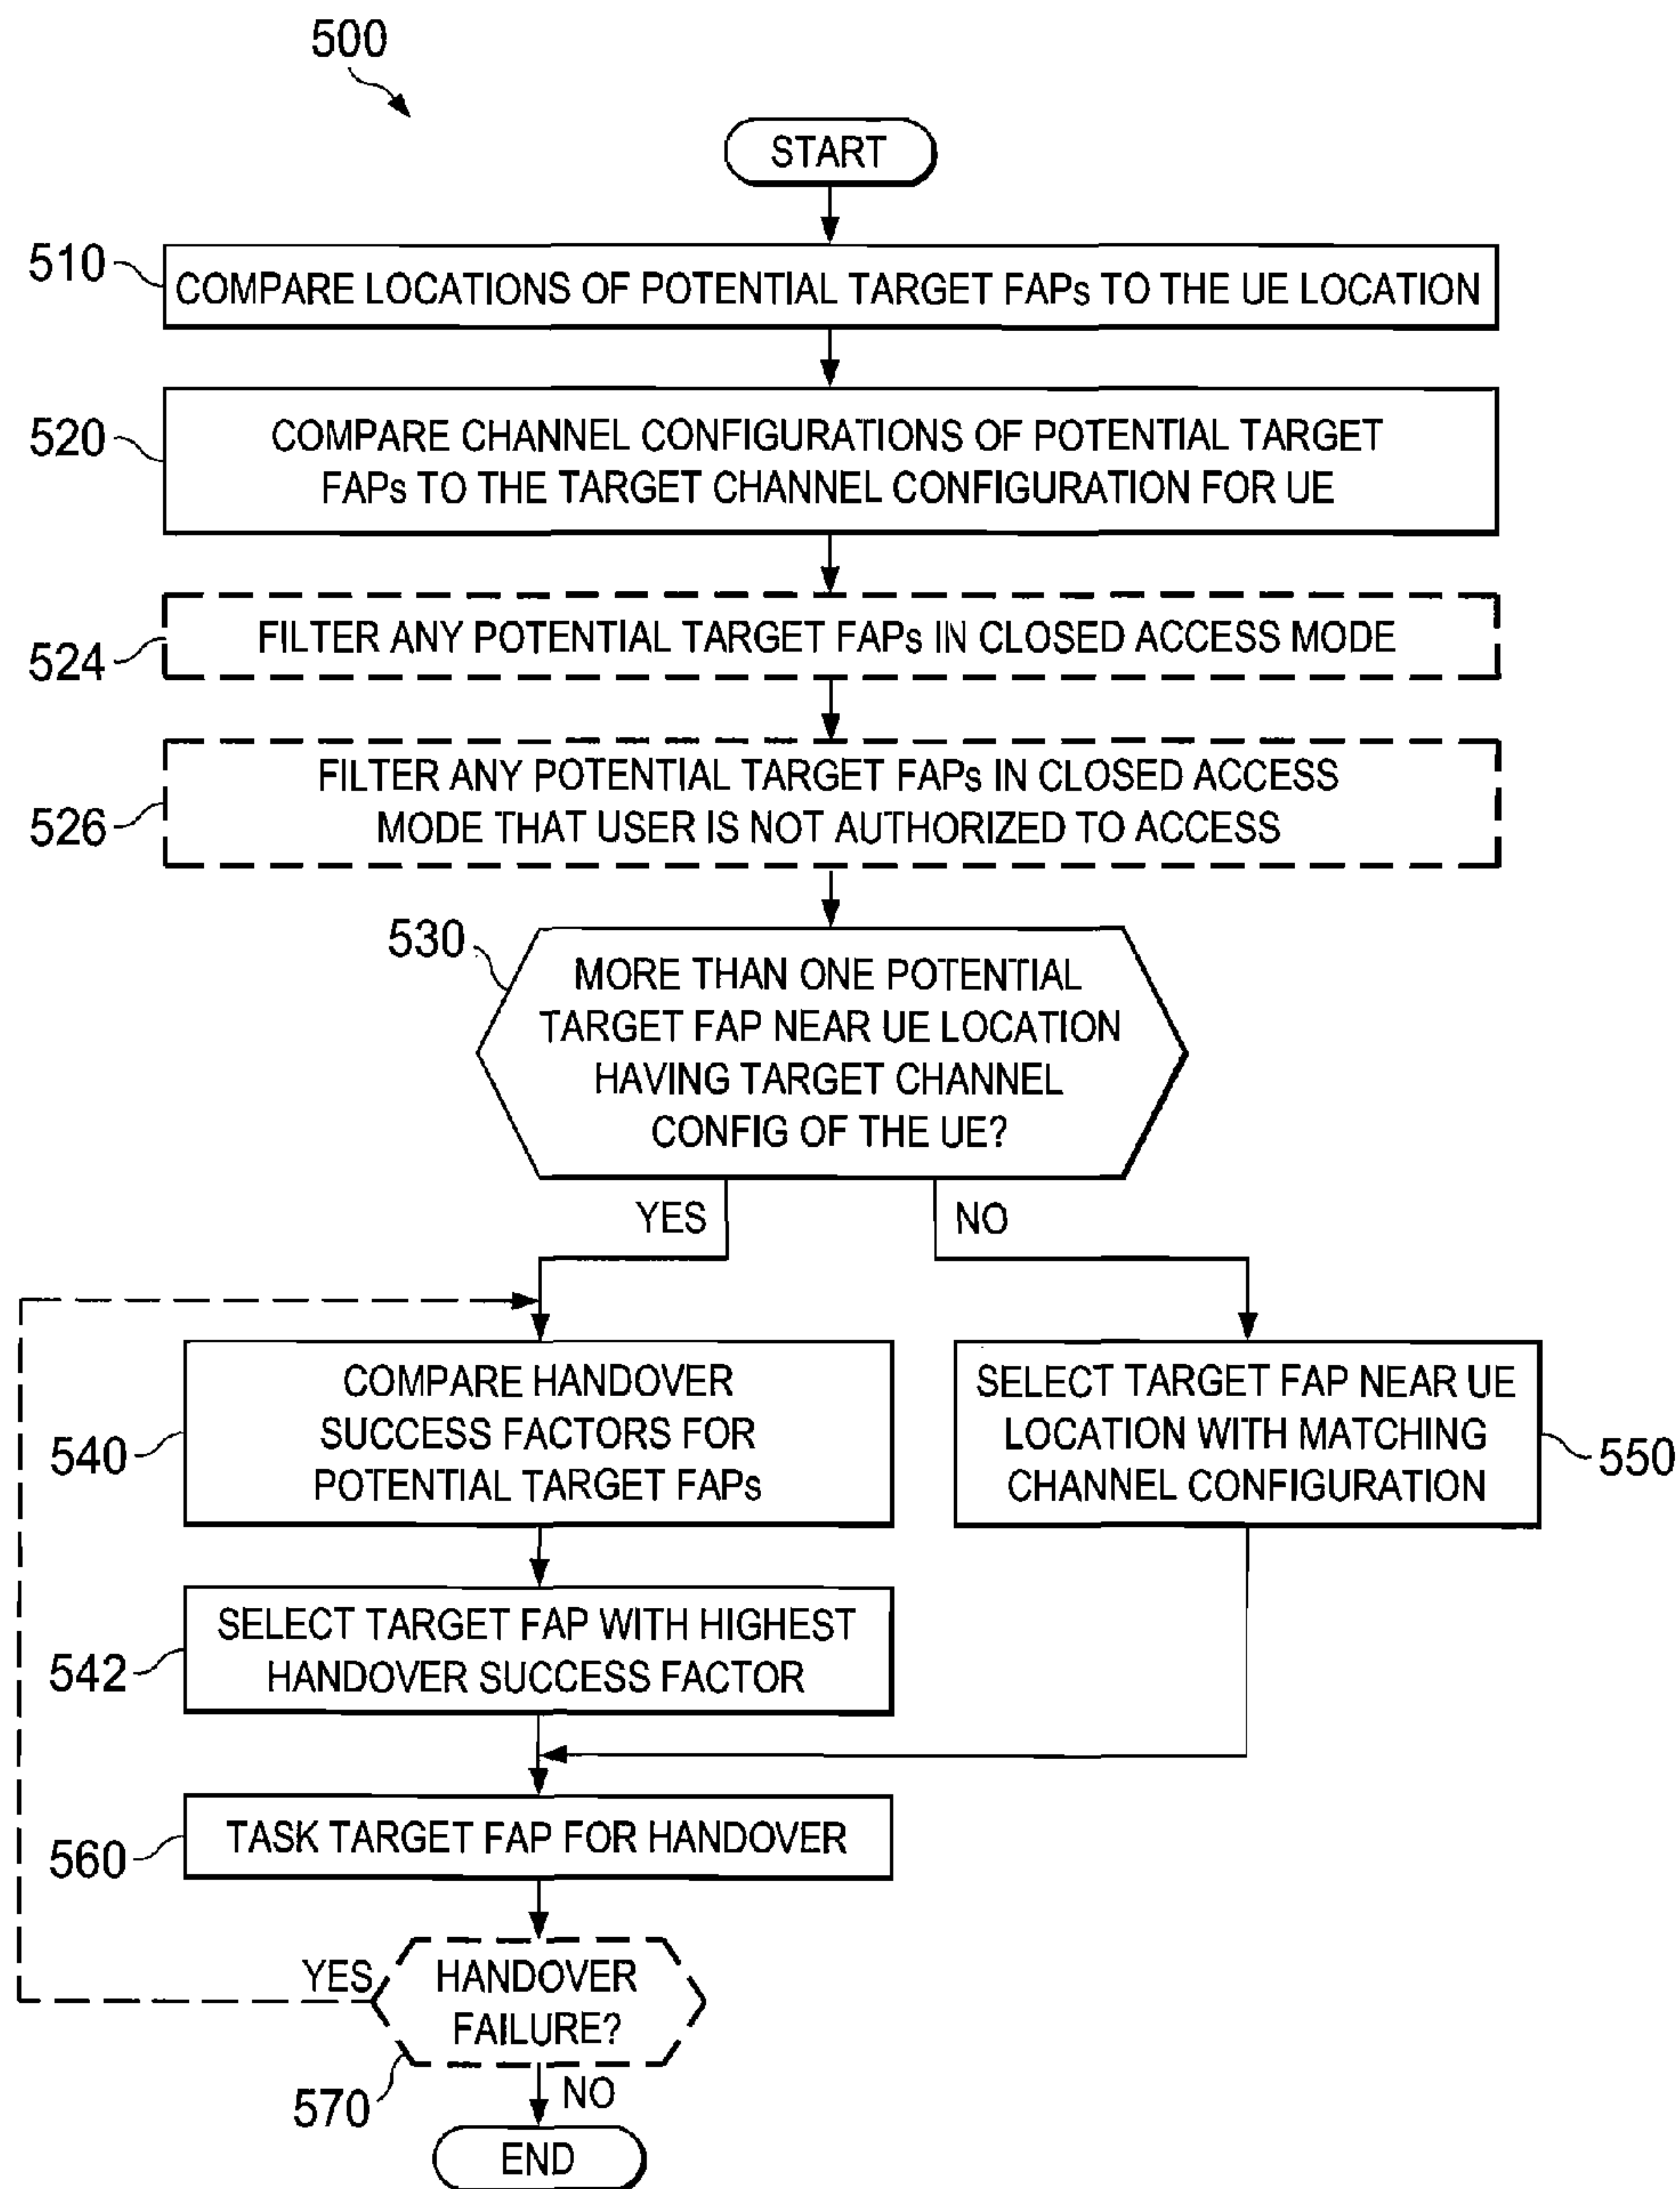 500
START
510
COMPARE LOCATIONS OF POTENTIAL TARGET FAPs TO THE UE LOCATION
520
COMPARE CHANNEL CONFIGURATIONS OF POTENTIAL TARGET
FAPs TO THE TARGET CHANNEL CONFIGURATION FOR UE
524
FILTER ANY POTENTIAL TARGET FAPs IN CLOSED ACCESS MODE
526
FILTER ANY POTENTIAL TARGET FAPs IN CLOSED ACCESS
MODE THAT USER IS NOT AUTHORIZED TO ACCESS
530
MORE THAN ONE POTENTIAL
TARGET FAP NEAR UE LOCATION
HAVING TARGET CHANNEL
CONFIG OF THE UE?
YES
NO
540
COMPARE HANDOVER
SUCCESS FACTORS FOR
POTENTIAL TARGET FAPs
SELECT TARGET FAP NEAR UE
LOCATION WITH MATCHING
CHANNEL CONFIGURATION
550
542
SELECT TARGET FAP WITH HIGHEST
HANDOVER SUCCESS FACTOR
560
TASK TARGET FAP FOR HANDOVER
YES
HANDOVER
FAILURE?
570
NO
END